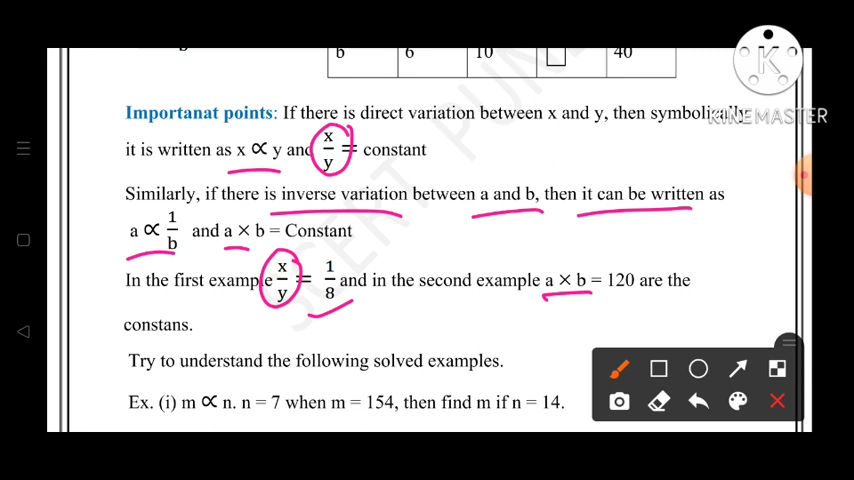 b 6 10 40
K
KINEMASTER
Importanat points: If there is direct variation between x and y, then symbolically
it is written as x ∝ y and x/y = constant
Similarly, if there is inverse variation between a and b, then it can be written as
a ∝ 1/b and a × b = Constant
In the first example x/y = 1/8 and in the second example a × b = 120 are the
constans.
Try to understand the following solved examples.
Ex. (i) m ∝ n. n = 7 when m = 154, then find m if n = 14.
SCERT PUNE